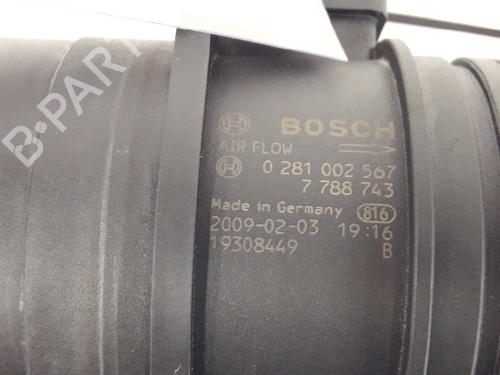 B-PARTS
BOSCH
AIR FLOW
0 281 002 567
7 788 743
Made in Germany 816
2009-02-03 19:16
19308449 B